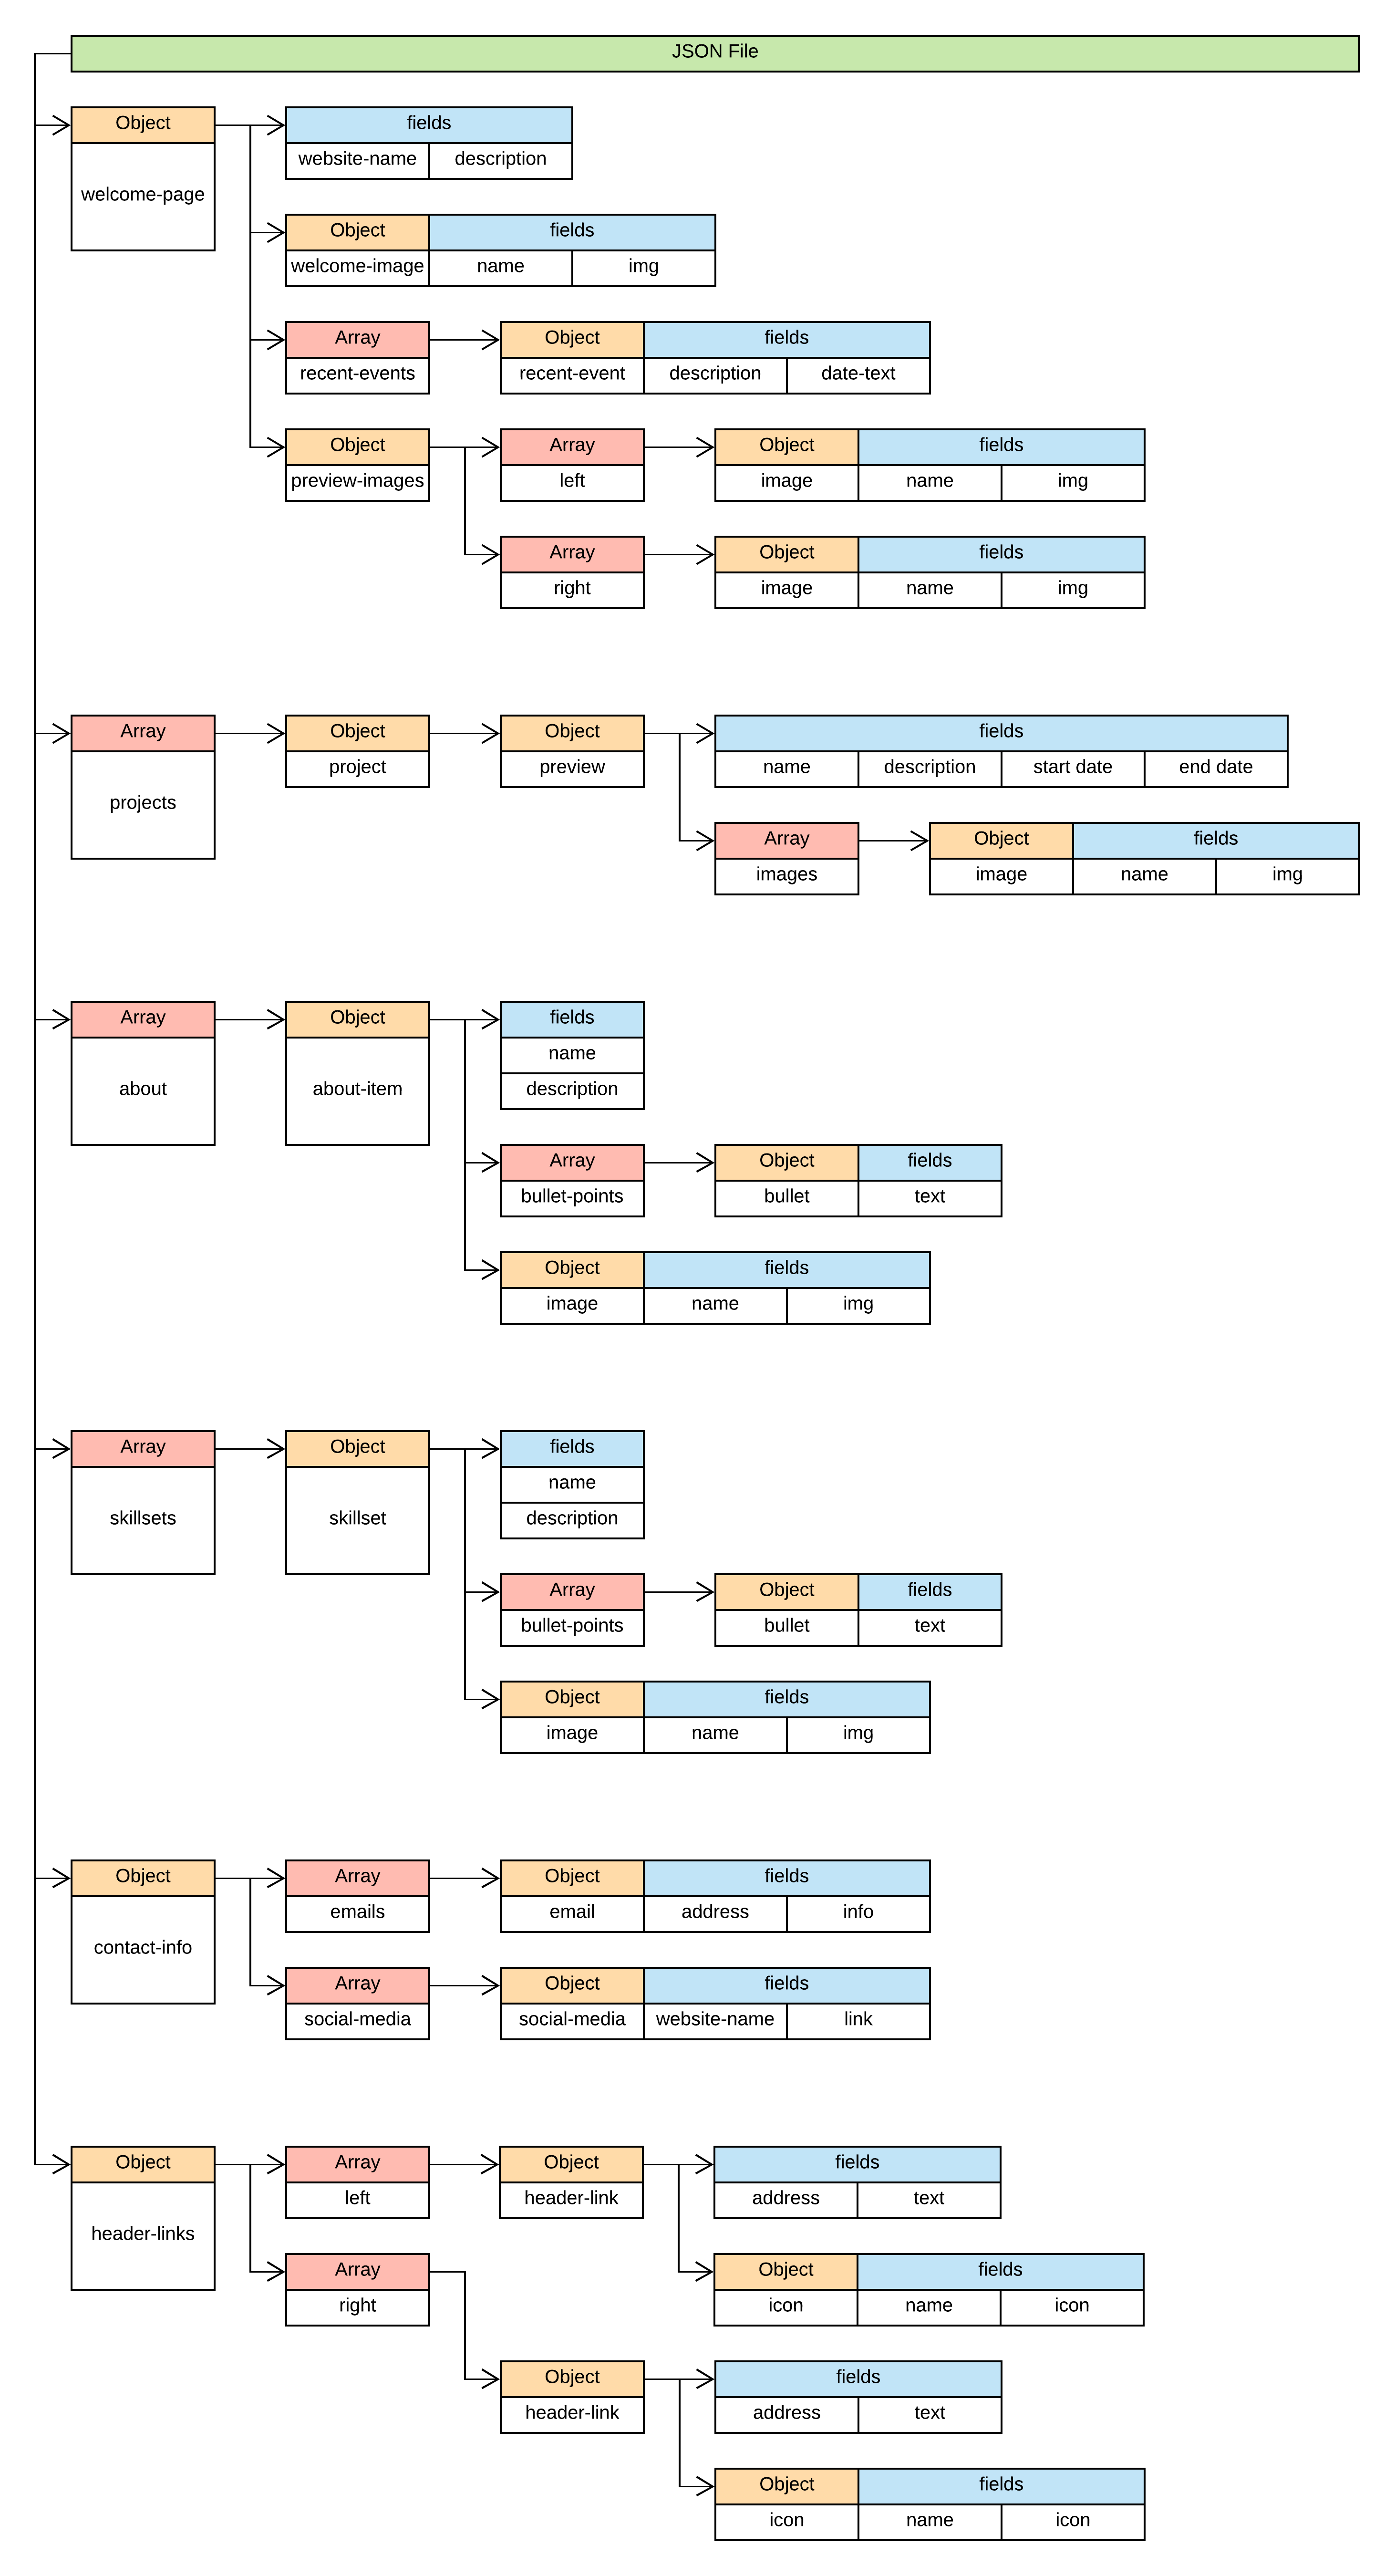 JSON File
Object
fields
website-name description
welcome-page
Object fields
welcome-image name img
Array Object fields
recent-events recent-event description date-text
Object Array Object fields
preview-images left image name img
Array Object fields
right image name img
Array Object Object fields
project preview name description start date end date
projects
Array Object fields
images image name img
Array Object fields
name
about about-item description
Array Object fields
bullet-points bullet text
Object fields
image name img
Array Object fields
name
skillsets skillset description
Array Object fields
bullet-points bullet text
Object fields
image name img
Object Array Object fields
emails email address info
contact-info
Array Object fields
social-media social-media website-name link
Object Array Object fields
left header-link address text
header-links
Array Object fields
right icon name icon
Object fields
header-link address text
Object fields
icon name icon